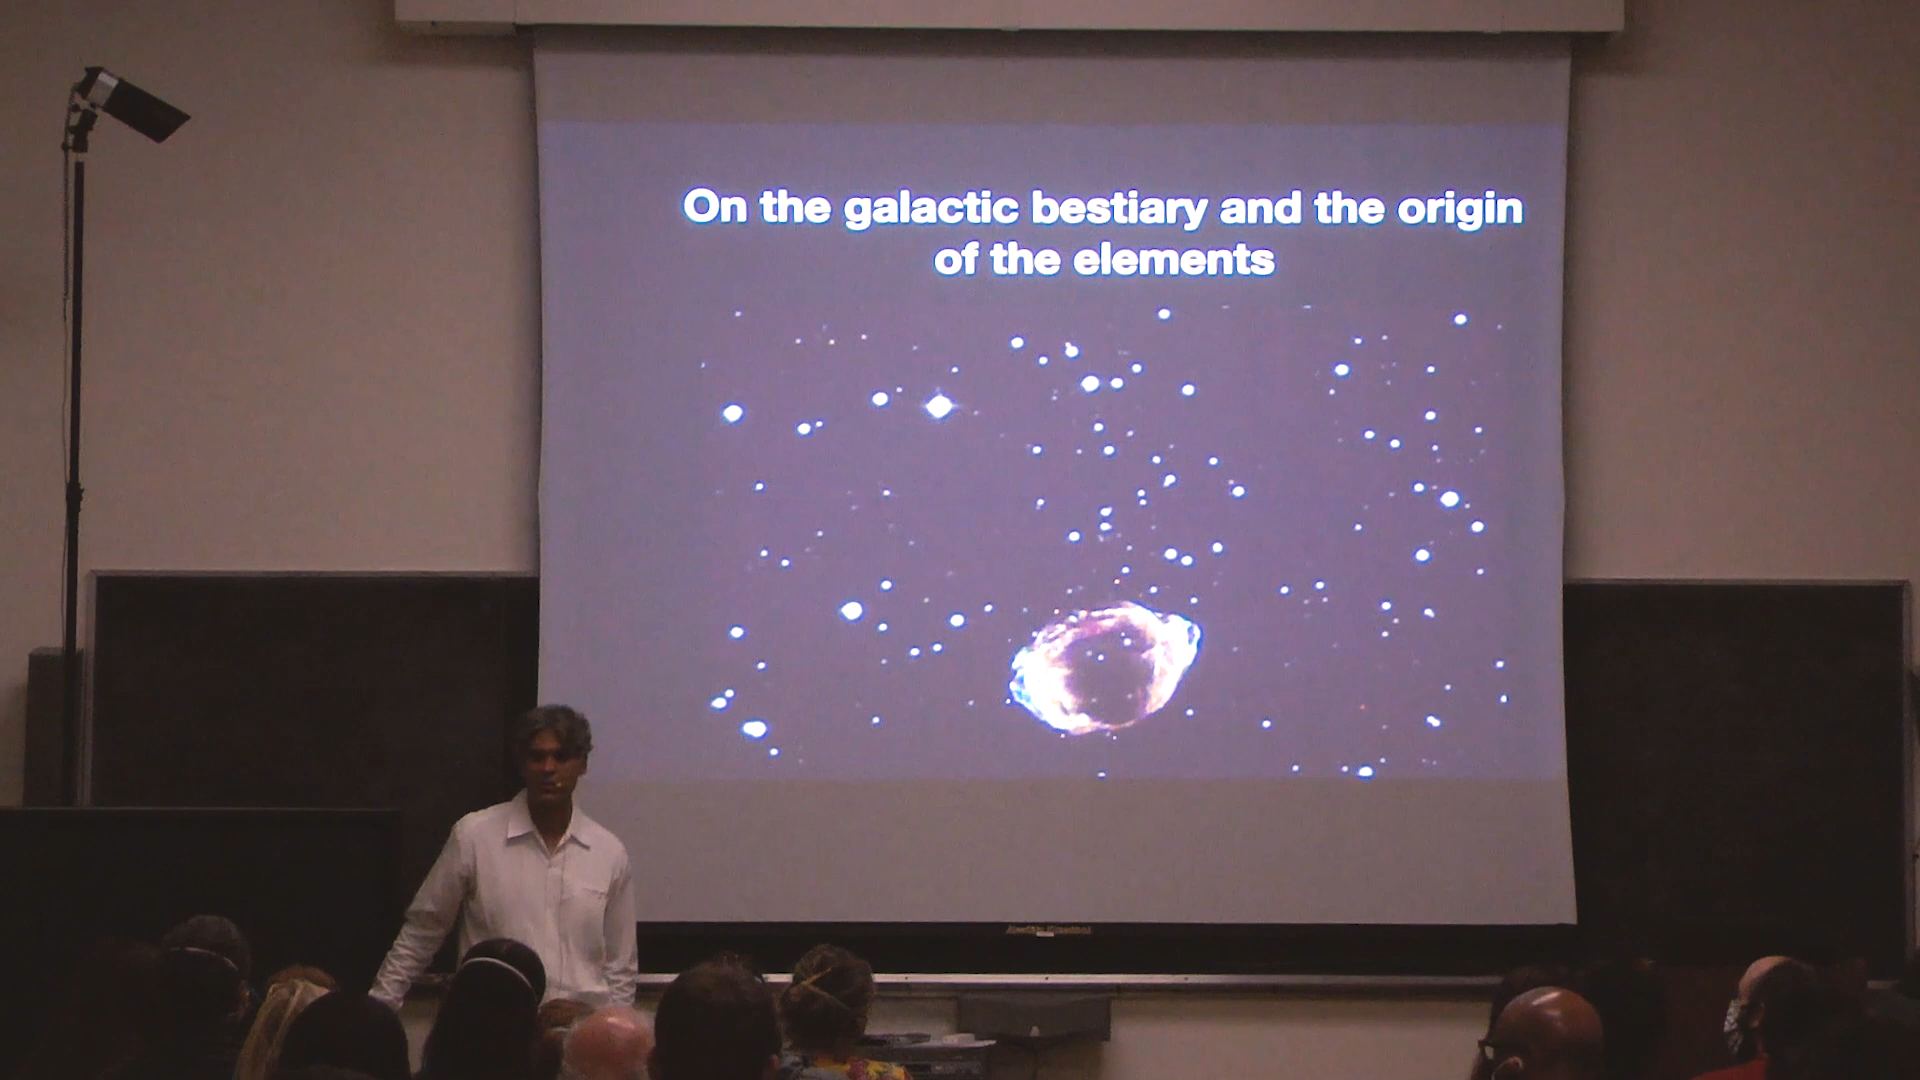 On the galactic bestiary and the origin
of the elements